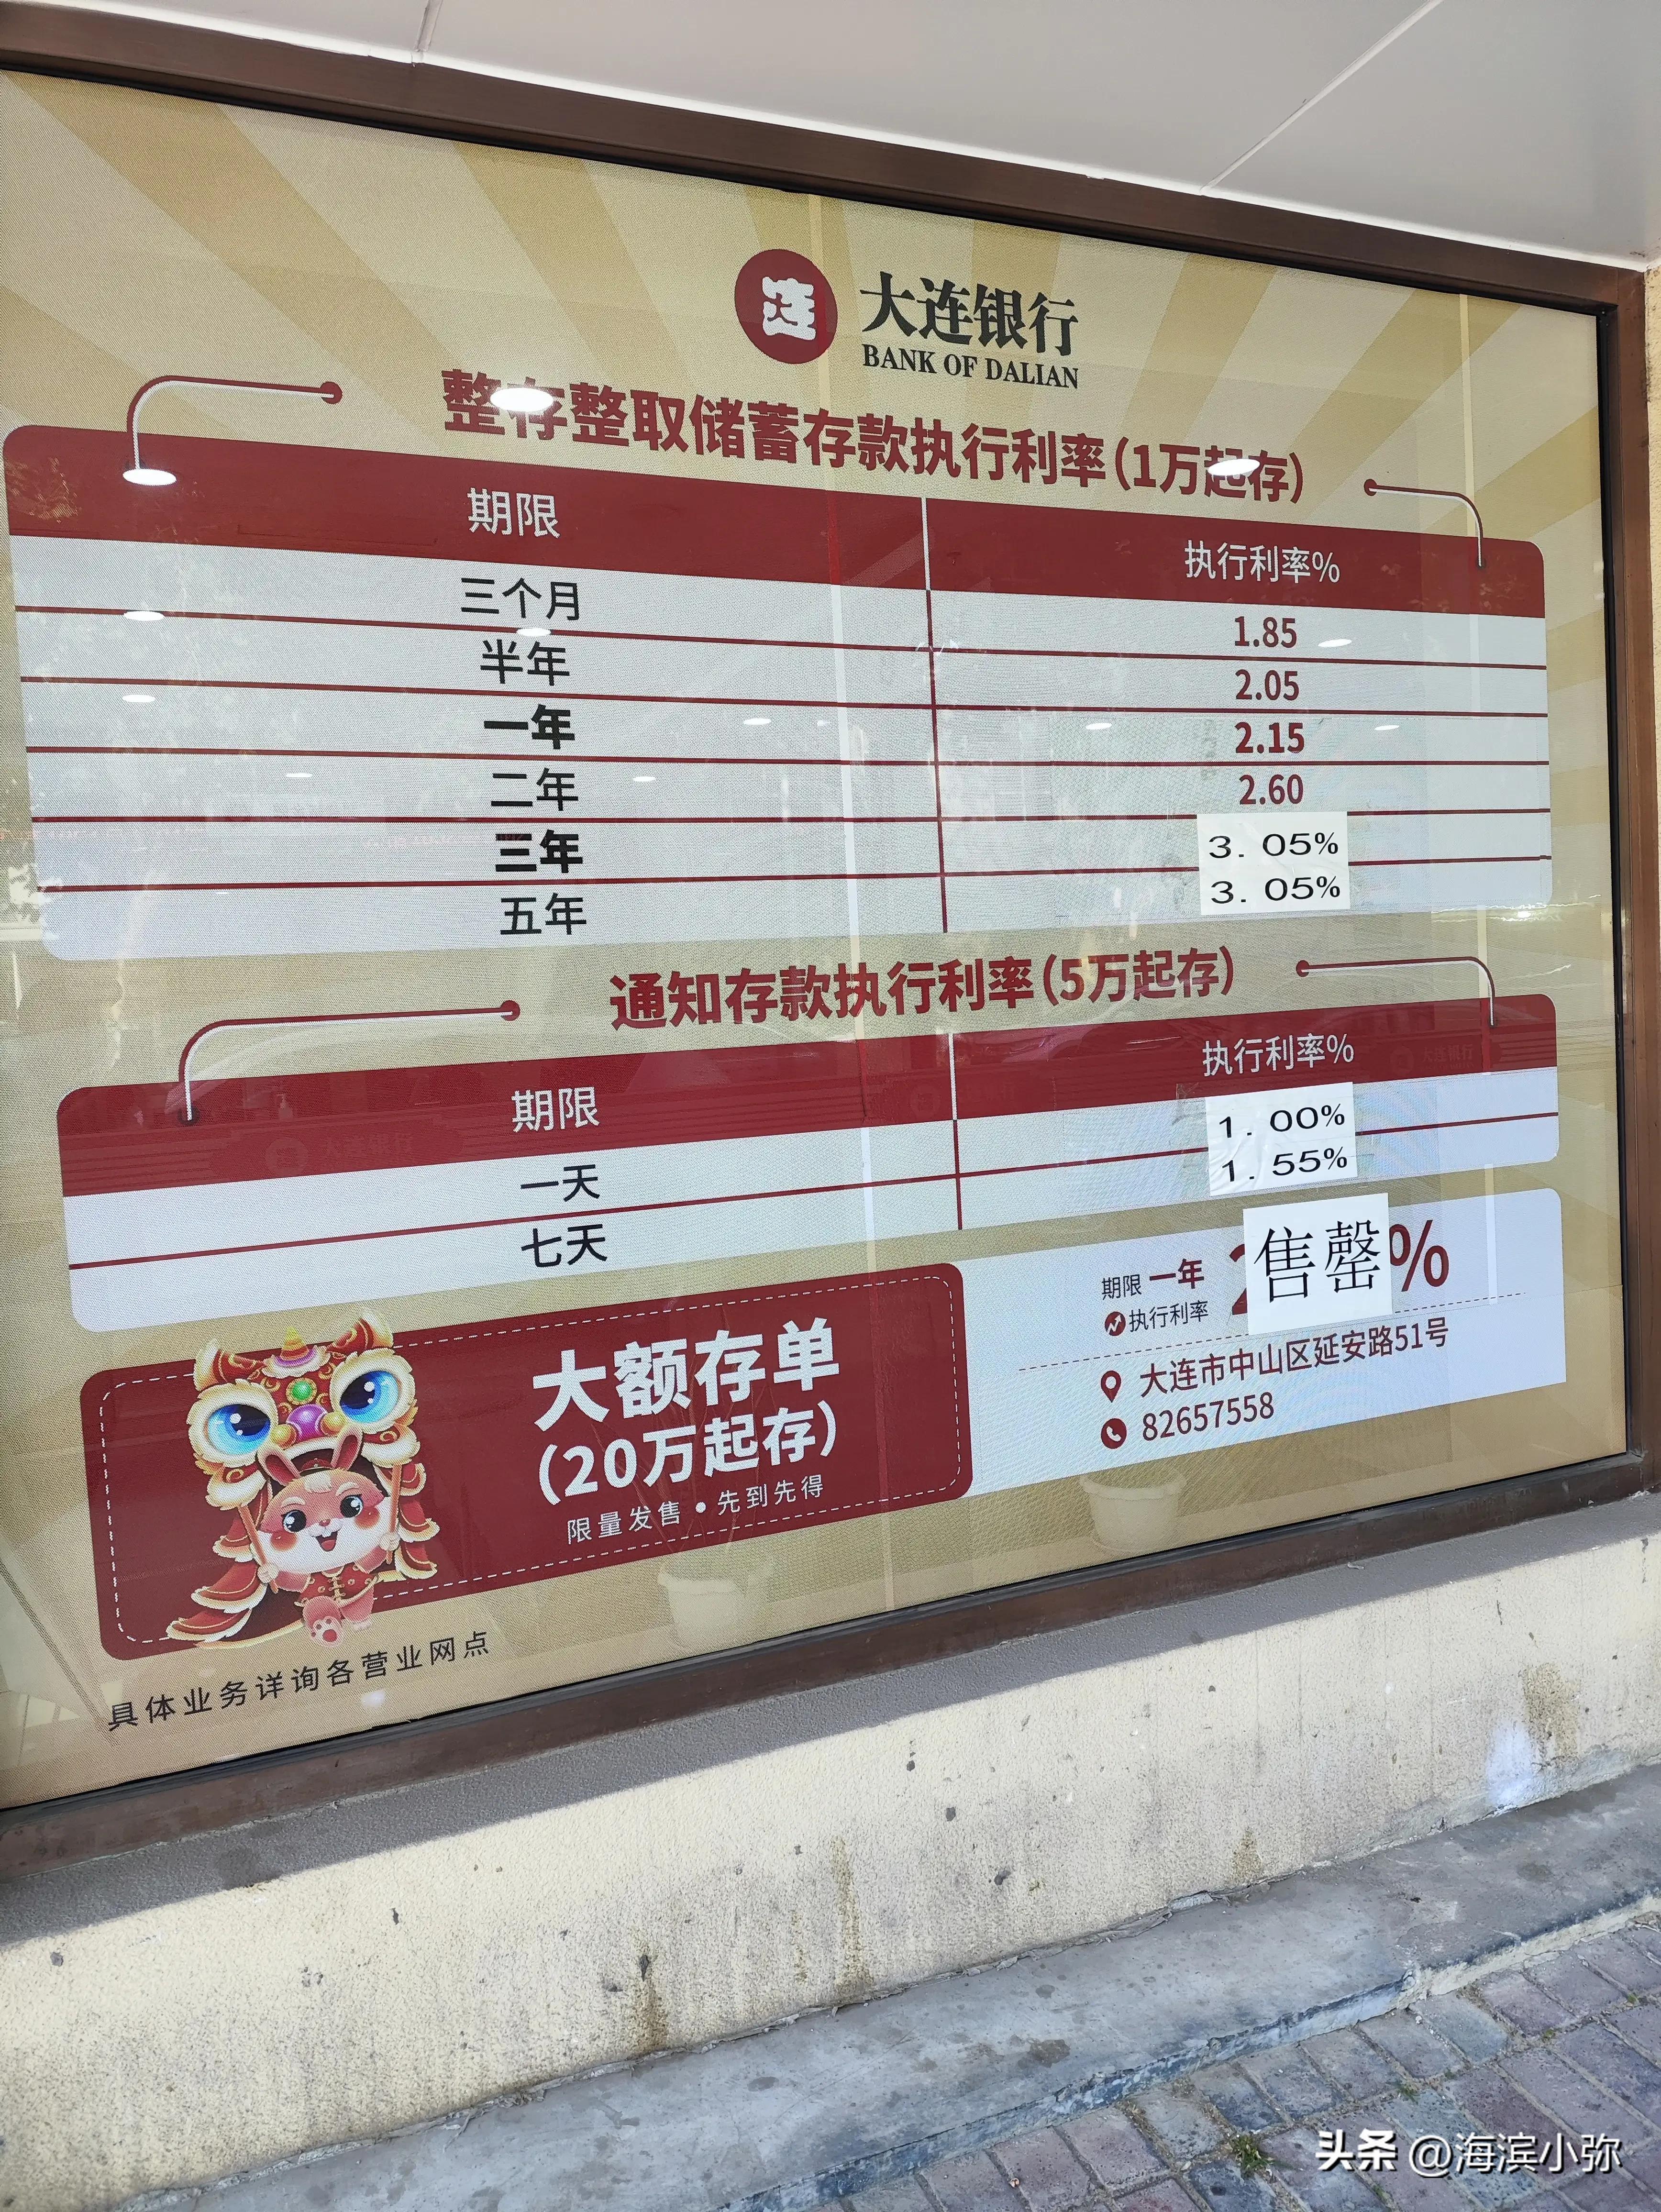 大连银行
BANK OF DALIAN
整存整取储蓄存款执行利率(1万起存)
期限 执行利率%
三个月 1.85
半年 2.05
一年 2.15
二年 2.60
三年 3.05%
五年 3.05%
通知存款执行利率(5万起存)
期限 执行利率%
一天 1.00%
七天 1.55%
大额存单
(20万起存)
限量发售•先到先得
期限 一年
执行利率
售罄
%
大连市中山区延安路51号
82657558
具体业务详询各营业网点
头条 @海滨小弥